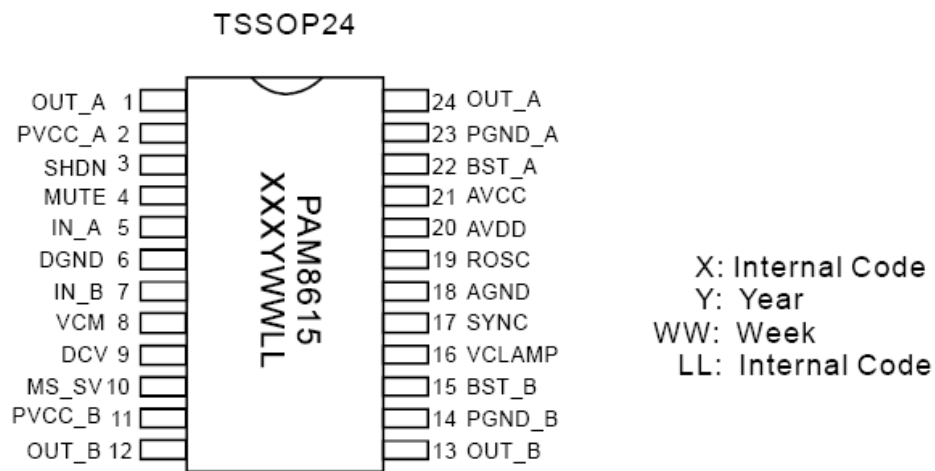 TSSOP24
OUT_A 1
PVCC_A 2
SHDN 3
MUTE 4
IN_A 5
DGND 6
IN_B 7
VCM 8
DCV 9
MS_SV 10
PVCC_B 11
OUT_B 12
PAM8615
XXXYWWLL
24 OUT_A
23 PGND_A
22 BST_A
21 AVCC
20 AVDD
19 ROSC
18 AGND
17 SYNC
16 VCLAMP
15 BST_B
14 PGND_B
13 OUT_B
X: Internal Code
Y: Year
WW: Week
LL: Internal Code